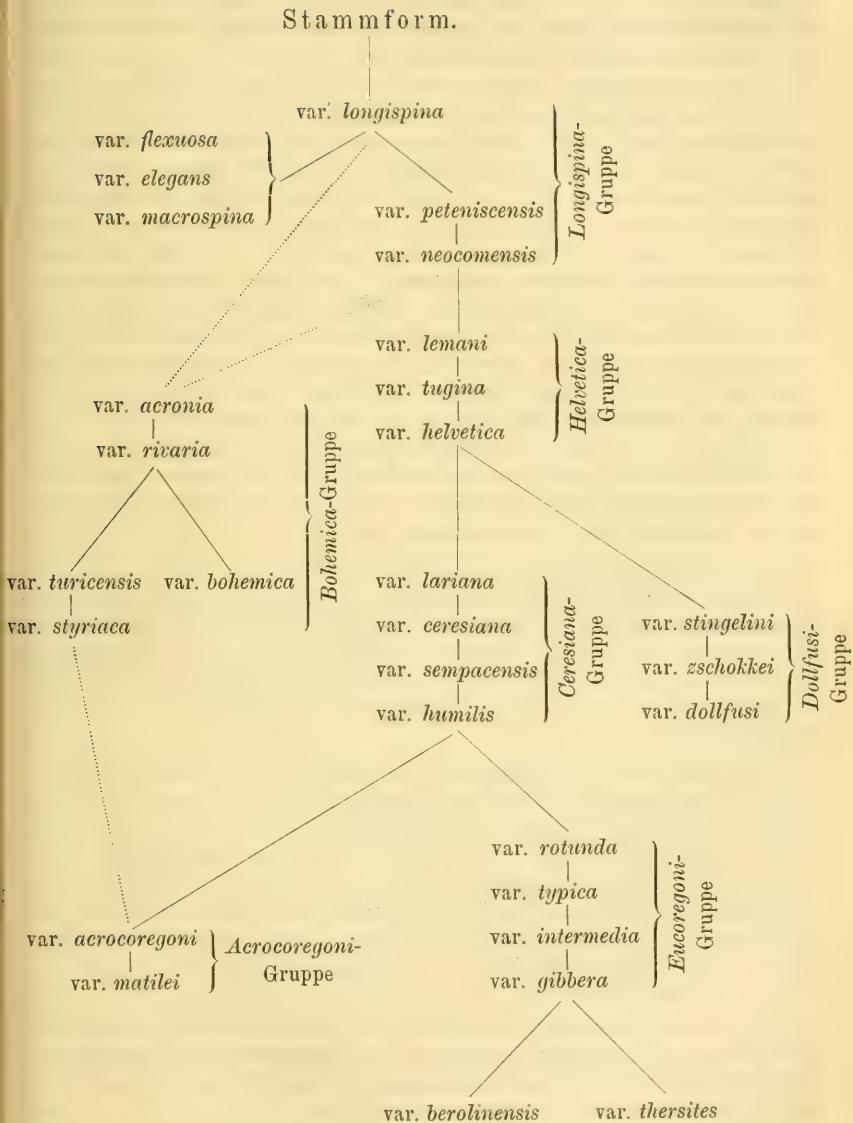 Stammform.
var. longispina
var. flexuosa
var. elegans
var. macrospina
var. peteniscensis
var. neocomensis
Longispina-
Gruppe
var. lemani
var. tugina
var. helvetica
Helvetica-
Gruppe
var. acronia
var. rivaria
var. turicensis
var. bohemica
var. styriaca
Bohemica-Gruppe
var. lariana
var. ceresiana
var. sempacensis
var. humilis
Ceresiana-
Gruppe
var. stingelini
var. zschokkei
var. dollfusi
Dollfusi-
Gruppe
var. rotunda
var. typica
var. intermedia
var. gibbera
Eucoregoni-
Gruppe
var. acrocoregoni
var. matilei
Acrocoregoni-
Gruppe
var. berolinensis
var. thersites